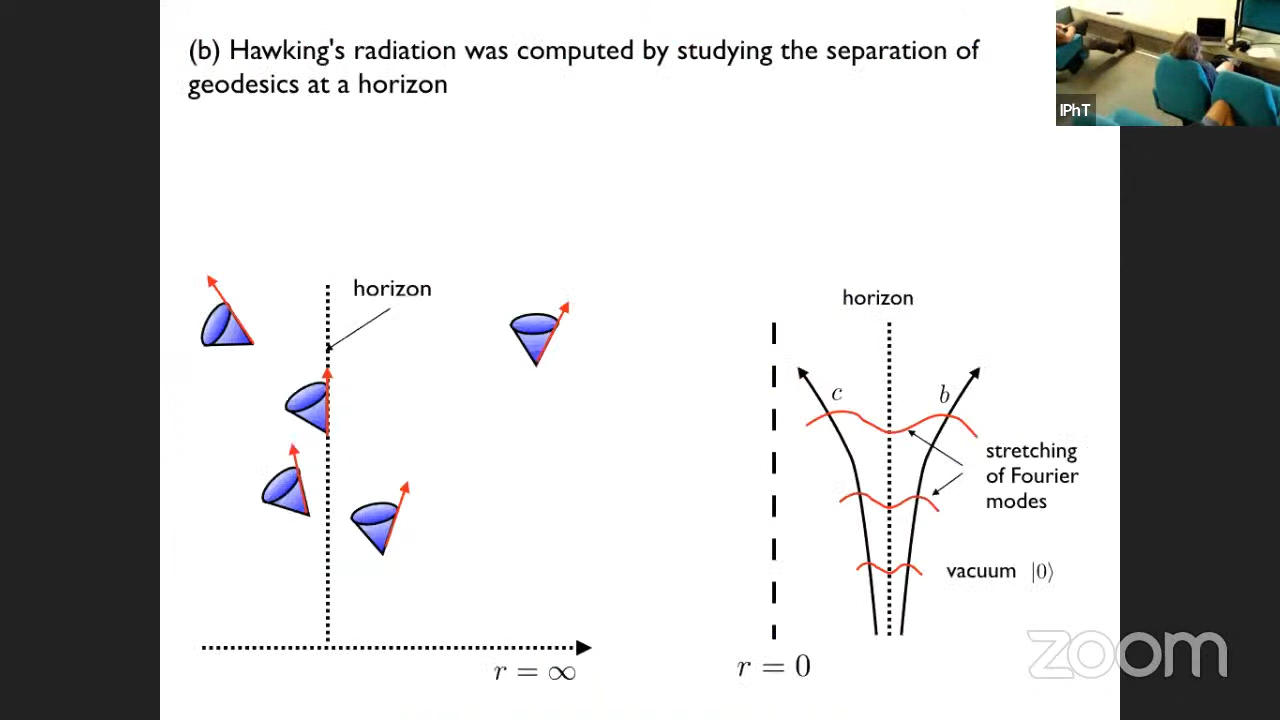 (b) Hawking's radiation was computed by studying the separation of
geodesics at a horizon
IPhT
horizon
r = ∞
horizon
c
b
stretching
of Fourier
modes
vacuum |0⟩
r = 0
zoom